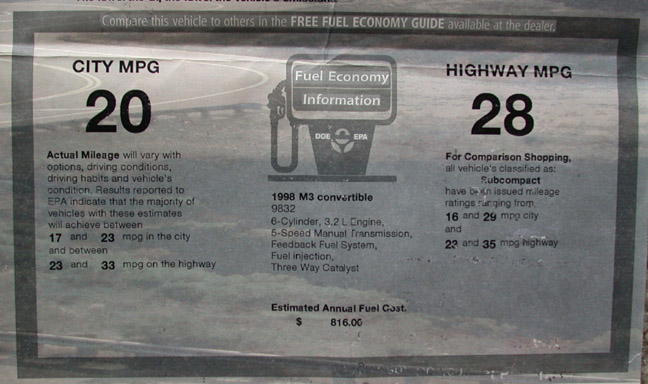 Compare this vehicle to others in the FREE FUEL ECONOMY GUIDE available at the dealer.
CITY MPG
20
Fuel Economy
Information
DOE EPA
HIGHWAY MPG
28
Actual Mileage will vary with
options, driving conditions,
driving habits and vehicle's
condition. Results reported to
EPA indicate that the majority of
vehicles with these estimates
will achieve between
17 and 23 mpg in the city
and between
23 and 33 mpg on the highway
1998 M3 convertible
9832
6-Cylinder, 3.2 L Engine,
5-Speed Manual Transmission,
Feedback Fuel System,
Fuel Injection,
Three Way Catalyst
Estimated Annual Fuel Cost.
$ 816.00
For Comparison Shopping,
all vehicle's classified as:
Subcompact
have been issued mileage
ratings ranging from
16 and 29 mpg city
and
and 35 mpg highway